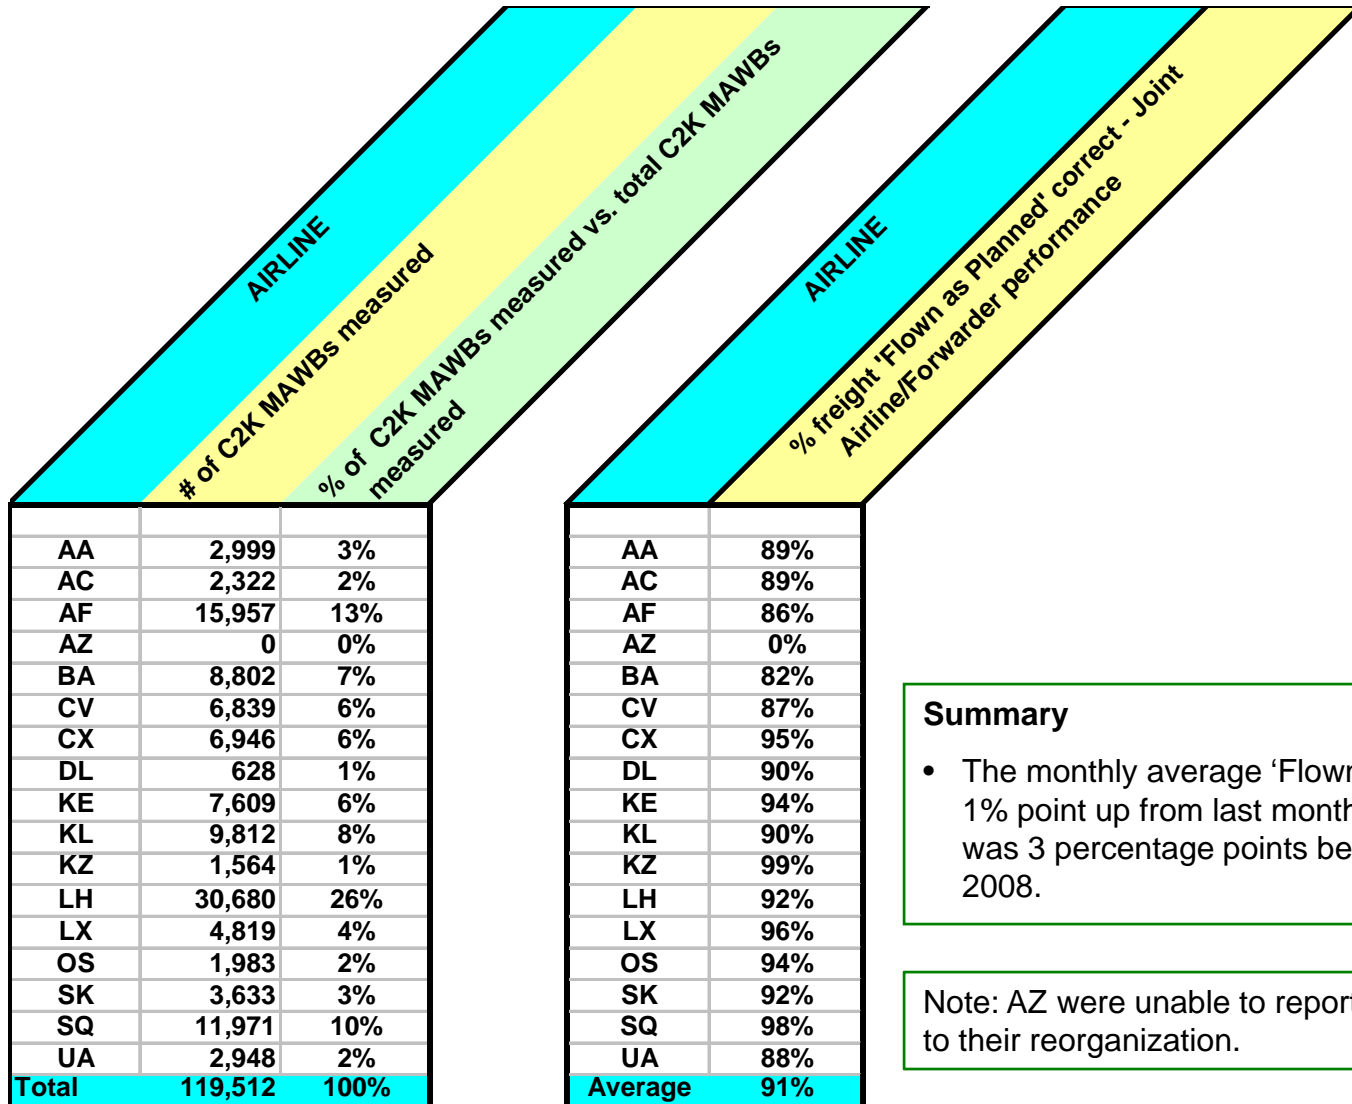 AIRLINE
# of C2K MAWBs measured
% of C2K MAWBs measured vs. total C2K MAWBs
measured
AA 2,999 3%
AC 2,322 2%
AF 15,957 13%
AZ 0 0%
BA 8,802 7%
CV 6,839 6%
CX 6,946 6%
DL 628 1%
KE 7,609 6%
KL 9,812 8%
KZ 1,564 1%
LH 30,680 26%
LX 4,819 4%
OS 1,983 2%
SK 3,633 3%
SQ 11,971 10%
UA 2,948 2%
Total 119,512 100%
AIRLINE
% freight 'Flown as Planned' correct - Joint
Airline/Forwarder performance
AA 89%
AC 89%
AF 86%
AZ 0%
BA 82%
CV 87%
CX 95%
DL 90%
KE 94%
KL 90%
KZ 99%
LH 92%
LX 96%
OS 94%
SK 92%
SQ 98%
UA 88%
Average 91%
Summary
• The monthly average ‘Flown
1% point up from last month
was 3 percentage points be
2008.
Note: AZ were unable to report
to their reorganization.